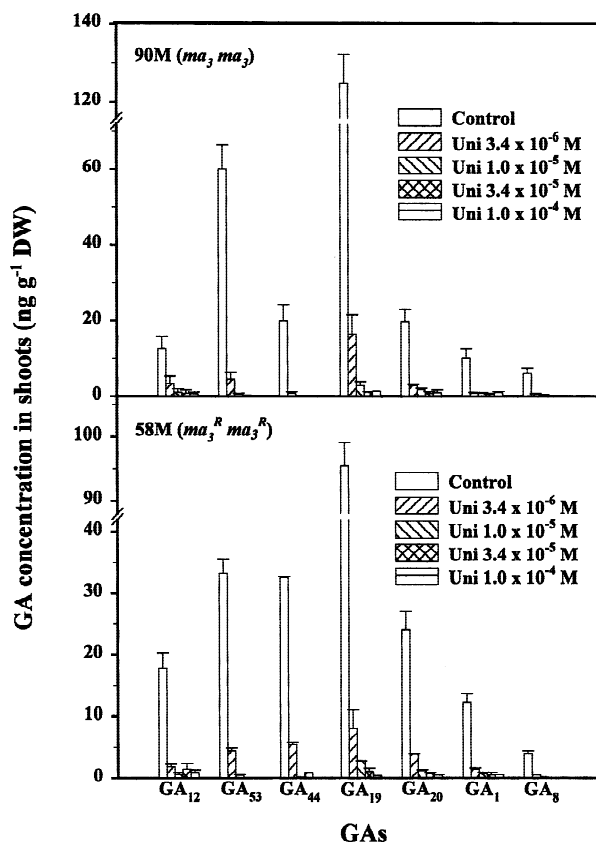 GA concentration in shoots (ng g⁻¹ DW)
140
120
60
40
20
0
90M (ma₃ ma₃)
Control
Uni 3.4 x 10⁻⁶ M
Uni 1.0 x 10⁻⁵ M
Uni 3.4 x 10⁻⁵ M
Uni 1.0 x 10⁻⁴ M
100
90
40
30
20
10
0
58M (ma₃ᴿ ma₃ᴿ)
Control
Uni 3.4 x 10⁻⁶ M
Uni 1.0 x 10⁻⁵ M
Uni 3.4 x 10⁻⁵ M
Uni 1.0 x 10⁻⁴ M
GA₁₂ GA₅₃ GA₄₄ GA₁₉ GA₂₀ GA₁ GA₈
GAs